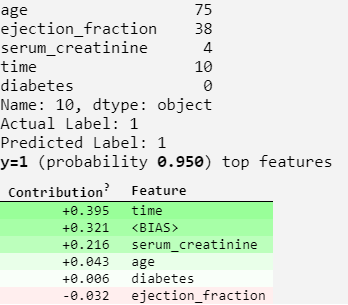 age 75
ejection_fraction 38
serum_creatinine 4
time 10
diabetes 0
Name: 10, dtype: object
Actual Label: 1
Predicted Label: 1
y=1 (probability 0.950) top features
Contribution? Feature
+0.395 time
+0.321 <BIAS>
+0.216 serum_creatinine
+0.043 age
+0.006 diabetes
-0.032 ejection_fraction